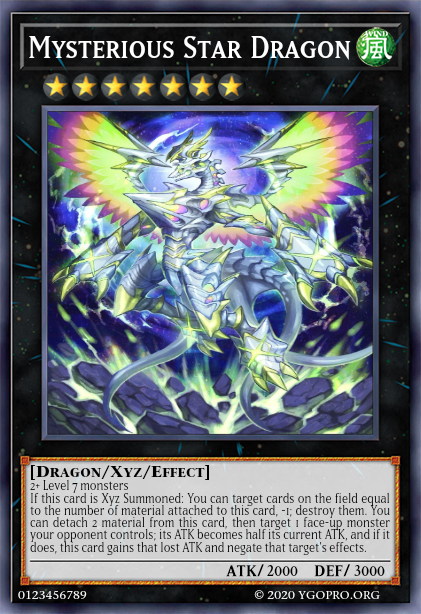 Mysterious Star Dragon
WIND
風
[Dragon/Xyz/Effect]
2+ Level 7 monsters
If this card is Xyz Summoned: You can target cards on the field equal
to the number of material attached to this card, -1; destroy them. You
can detach 2 material from this card, then target 1 face-up monster
your opponent controls; its ATK becomes half its current ATK, and if it
does, this card gains that lost ATK and negate that target's effects.
ATK/ 2000 DEF/ 3000
0123456789 © 2020 YGOPRO.ORG